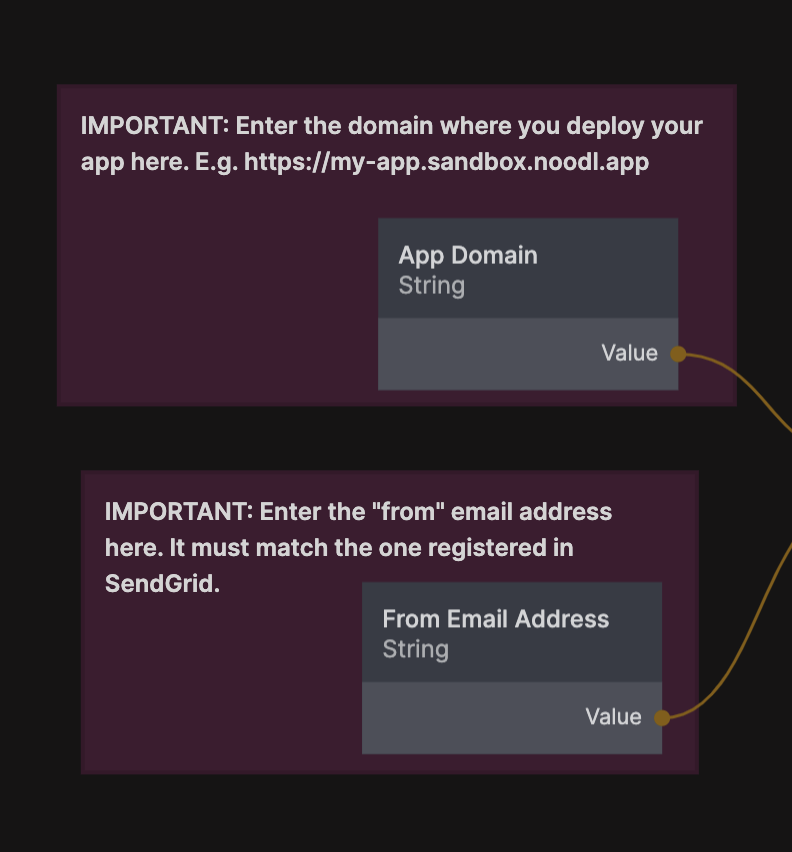 IMPORTANT: Enter the domain where you deploy your
app here. E.g. https://my-app.sandbox.noodl.app
App Domain
String
Value
IMPORTANT: Enter the "from" email address
here. It must match the one registered in
SendGrid.
From Email Address
String
Value